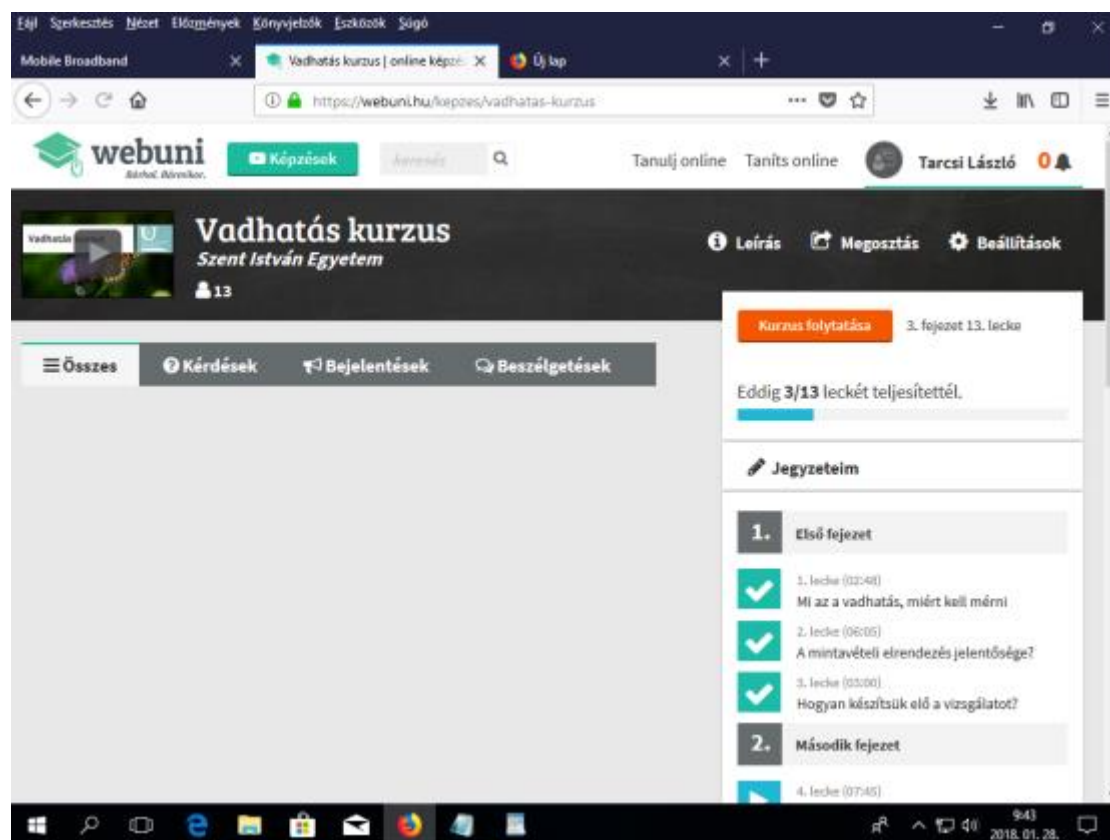 Fájl Szerkesztés Nézet Előzmények Könyvjelzők Eszközök Súgó
Mobile Broadband
Vadhatás kurzus | online képzé
Új lap
https://webuni.hu/kepzes/vadhatas-kurzus
webuni
Bárhol. Bármikor.
Képzések
keresés
Tanulj online Taníts online
Tarcsi László 0
Vadhatás
Vadhatás kurzus
Szent István Egyetem
13
Leírás Megosztás Beállítások
Kurzus folytatása 3. fejezet 13. lecke
Összes Kérdések Bejelentések Beszélgetések
Eddig 3/13 leckét teljesítettél.
Jegyzeteim
1. Első fejezet
1. lecke (02:48)
Mi az a vadhatás, miért kell mérni
2. lecke (06:05)
A mintavételi elrendezés jelentősége?
3. lecke (03:00)
Hogyan készítsük elő a vizsgálatot?
2. Második fejezet
4. lecke (07:45)
9:43
2018. 01. 28.